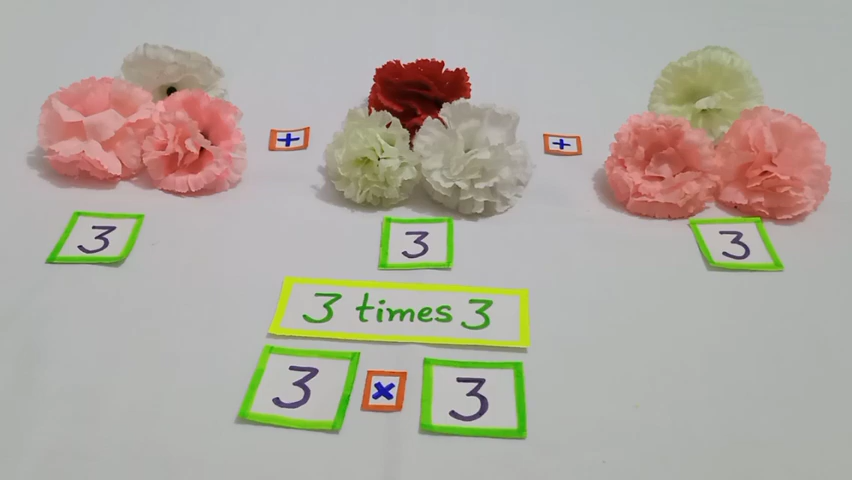 + +
3 3 3
3 times 3
3 × 3